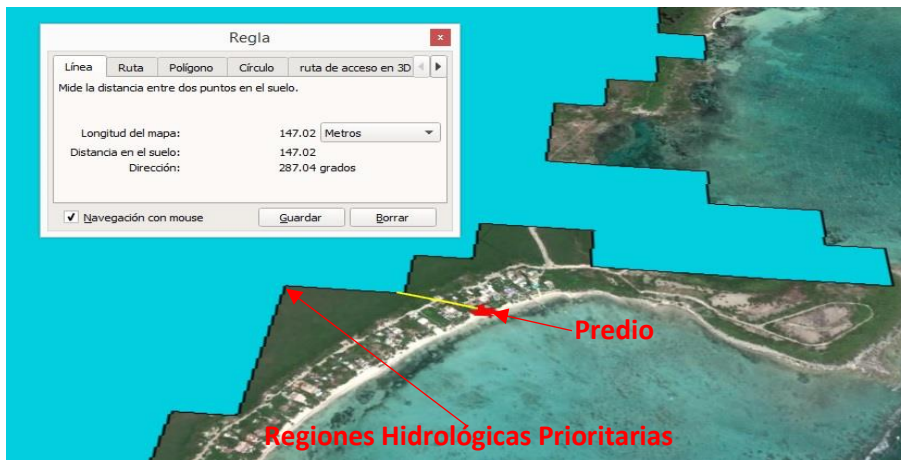 Regla
x
Línea Ruta Polígono Círculo ruta de acceso en 3D
Mide la distancia entre dos puntos en el suelo.
Longitud del mapa: 147.02 Metros
Distancia en el suelo: 147.02
Dirección: 287.04 grados
Navegación con mouse Guardar Borrar
Predio
Regiones Hidrológicas Prioritarias